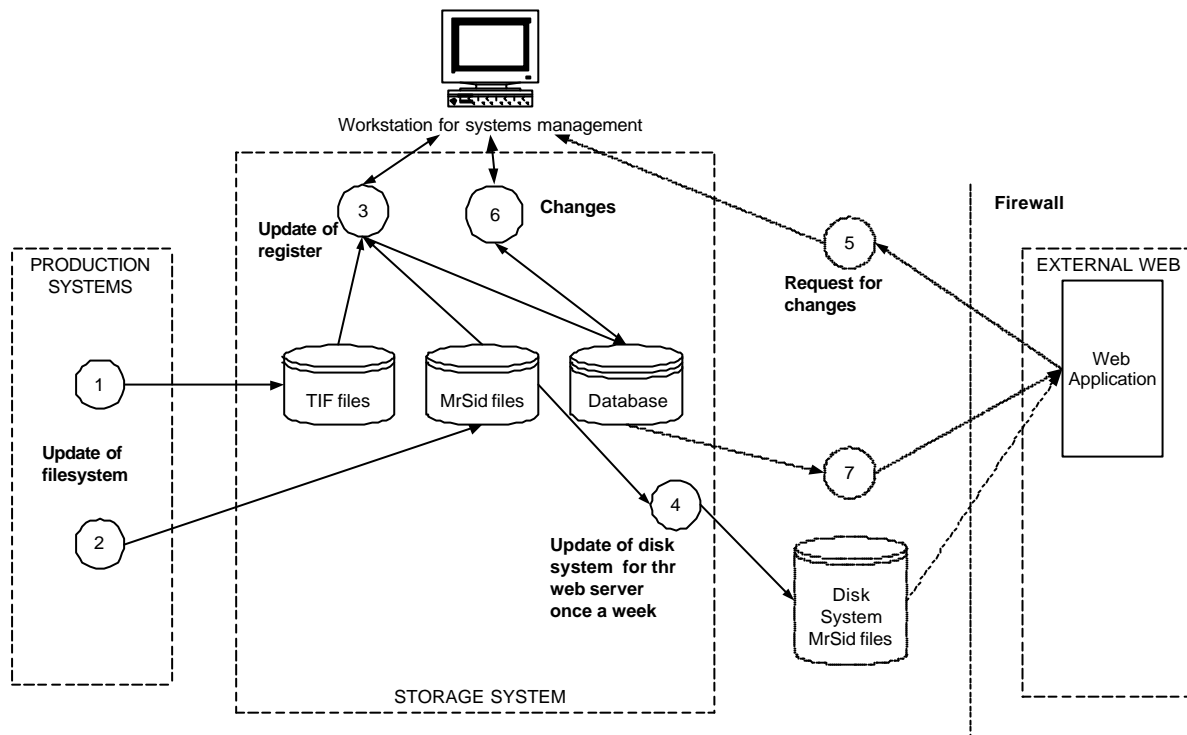 Workstation for systems management
3
6
Changes
Update of
register
Firewall
5
Request for
changes
PRODUCTION
SYSTEMS
EXTERNAL WEB
1
TIF files
MrSid files
Database
Web
Application
Update of
filesystem
7
2
4
Update of disk
system for thr
web server
once a week
Disk
System
MrSid files
STORAGE SYSTEM